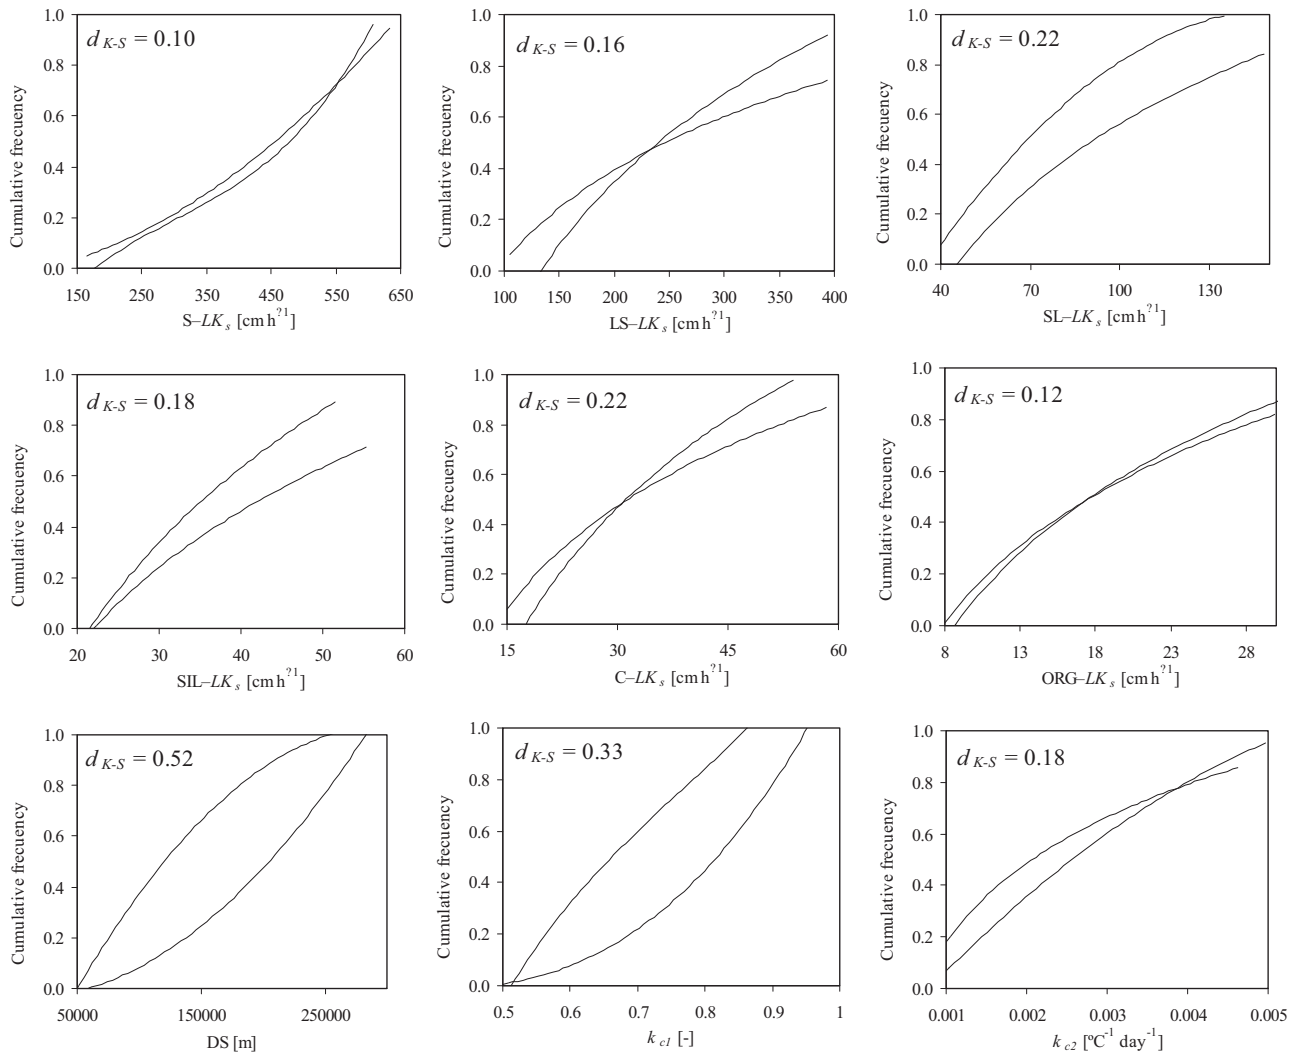 d K-S = 0.10
Cumulative frecuency
1.0
0.8
0.6
0.4
0.2
0.0
150 250 350 450 550 650
S–LK s [cm h?1]
d K-S = 0.16
Cumulative frecuency
1.0
0.8
0.6
0.4
0.2
0.0
100 150 200 250 300 350 400
LS–LK s [cm h?1]
d K-S = 0.22
Cumulative frecuency
1.0
0.8
0.6
0.4
0.2
0.0
40 70 100 130
SL–LK s [cm h?1]
d K-S = 0.18
Cumulative frecuency
1.0
0.8
0.6
0.4
0.2
0.0
20 30 40 50 60
SIL–LK s [cm h?1]
d K-S = 0.22
Cumulative frecuency
1.0
0.8
0.6
0.4
0.2
0.0
15 30 45 60
C–LK s [cm h?1]
d K-S = 0.12
Cumulative frecuency
1.0
0.8
0.6
0.4
0.2
0.0
8 13 18 23 28
ORG–LK s [cm h?1]
d K-S = 0.52
Cumulative frecuency
1.0
0.8
0.6
0.4
0.2
0.0
50000 150000 250000
DS [m]
d K-S = 0.33
Cumulative frecuency
1.0
0.8
0.6
0.4
0.2
0.0
0.5 0.6 0.7 0.8 0.9 1
k c1 [-]
d K-S = 0.18
Cumulative frecuency
1.0
0.8
0.6
0.4
0.2
0.0
0.001 0.002 0.003 0.004 0.005
k c2 [ºC⁻¹ day⁻¹]